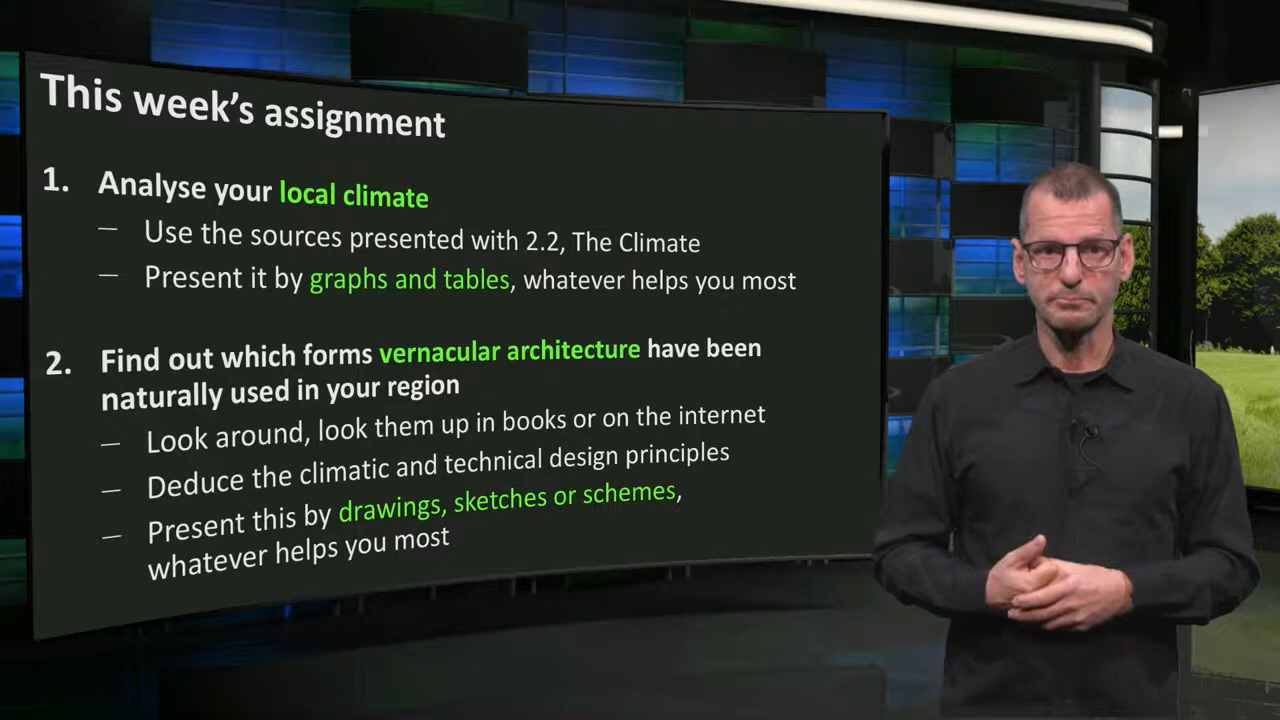 This week's assignment
1. Analyse your local climate
– Use the sources presented with 2.2, The Climate
– Present it by graphs and tables, whatever helps you most
2. Find out which forms vernacular architecture have been
naturally used in your region
– Look around, look them up in books or on the internet
– Deduce the climatic and technical design principles
– Present this by drawings, sketches or schemes,
whatever helps you most